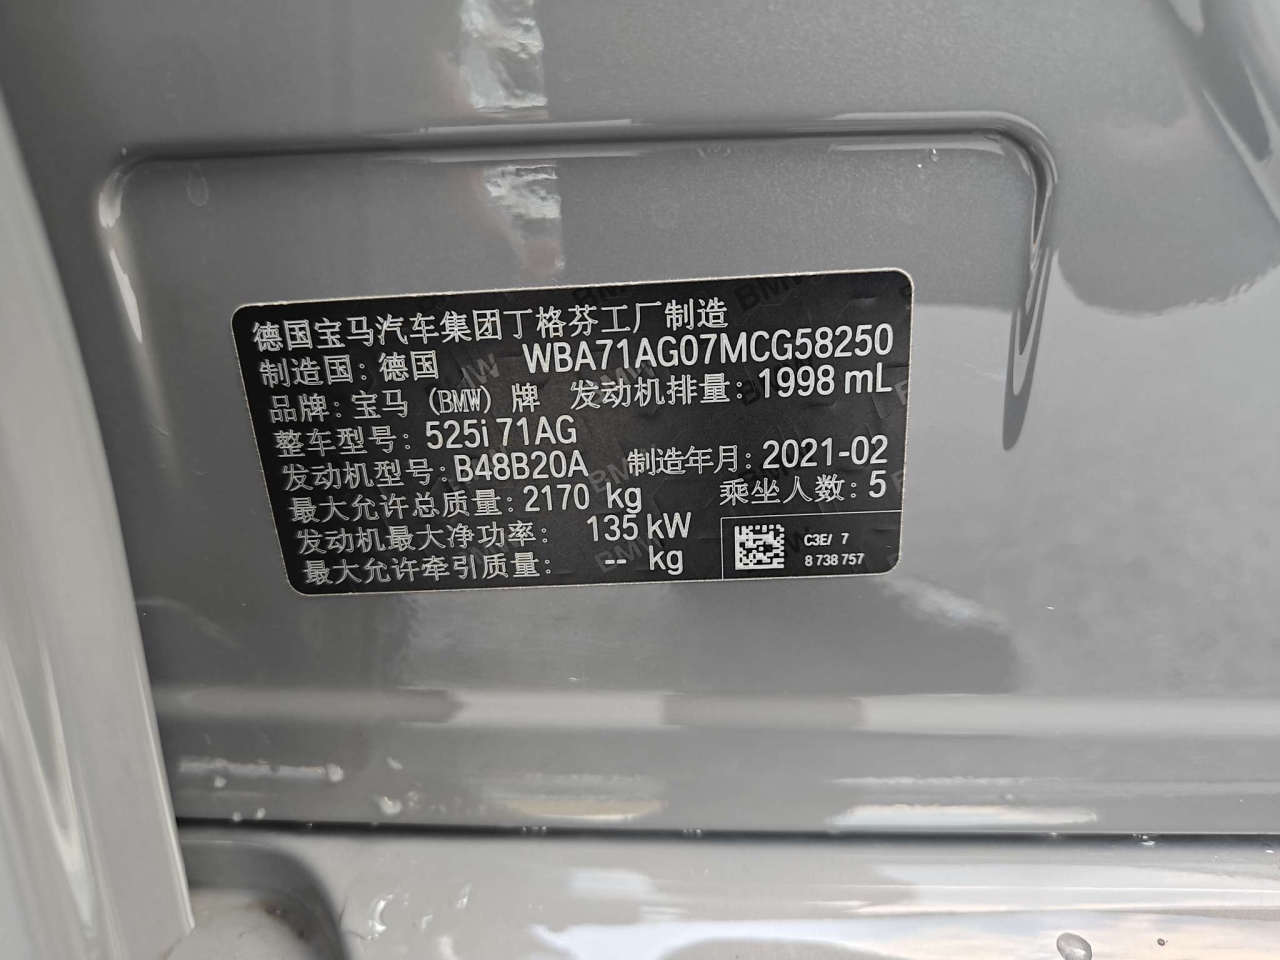 德国宝马汽车集团丁格芬工厂制造
制造国：德国 WBA71AG07MCG58250
品牌：宝马（BMW）牌 发动机排量：1998 mL
整车型号：525i 71AG
发动机型号：B48B20A 制造年月：2021-02
最大允许总质量：2170 kg 乘坐人数：5
发动机最大净功率： 135 kW
最大允许牵引质量： -- kg
C3E/ 7
8 738 757